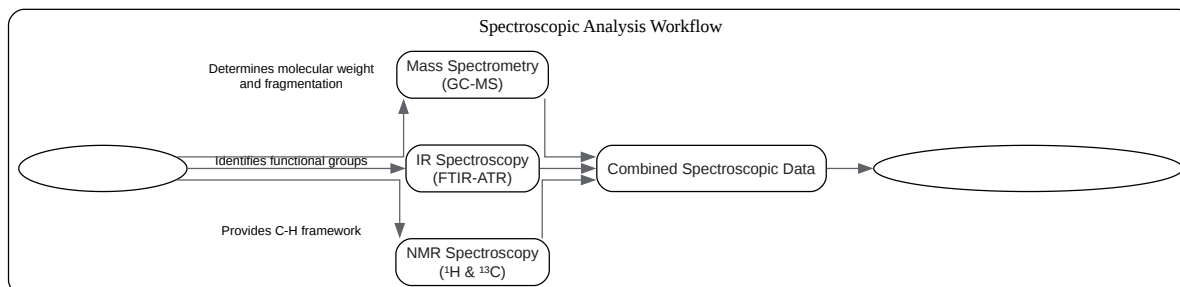 Spectroscopic Analysis Workflow
Determines molecular weight
and fragmentation
Mass Spectrometry
(GC-MS)
Identifies functional groups
IR Spectroscopy
(FTIR-ATR)
Combined Spectroscopic Data
Provides C-H framework
NMR Spectroscopy
(¹H & ¹³C)